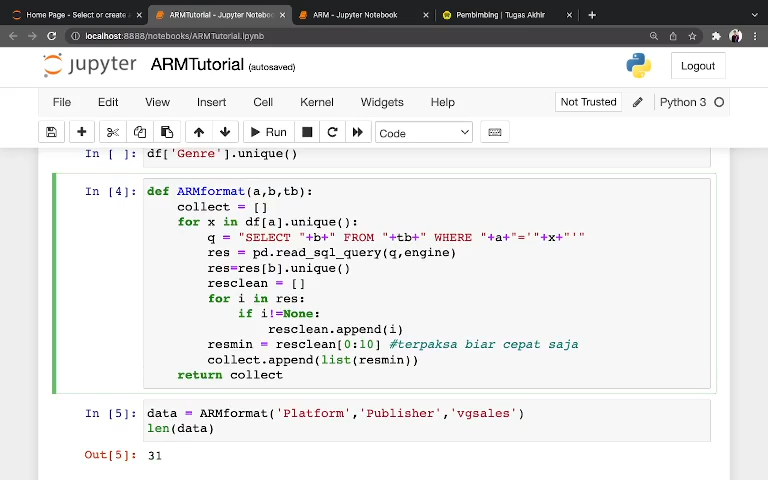 Home Page - Select or create a
ARMTutorial - Jupyter Noteboo
ARM - Jupyter Notebook
Pembimbing | Tugas Akhir
localhost:8888/notebooks/ARMTutorial.ipynb
jupyter ARMTutorial (autosaved)
Logout
File Edit View Insert Cell Kernel Widgets Help
Not Trusted
Python 3
Run
Code
In [ ]: df['Genre'].unique()
In [4]: def ARMformat(a,b,tb):
collect = []
for x in df[a].unique():
q = "SELECT "+b+" FROM "+tb+" WHERE "+a+"='"+x+"'"
res = pd.read_sql_query(q,engine)
res=res[b].unique()
resclean = []
for i in res:
if i!=None:
resclean.append(i)
resmin = resclean[0:10] #terpaksa biar cepat saja
collect.append(list(resmin))
return collect
In [5]: data = ARMformat('Platform','Publisher','vgsales')
len(data)
Out[5]: 31